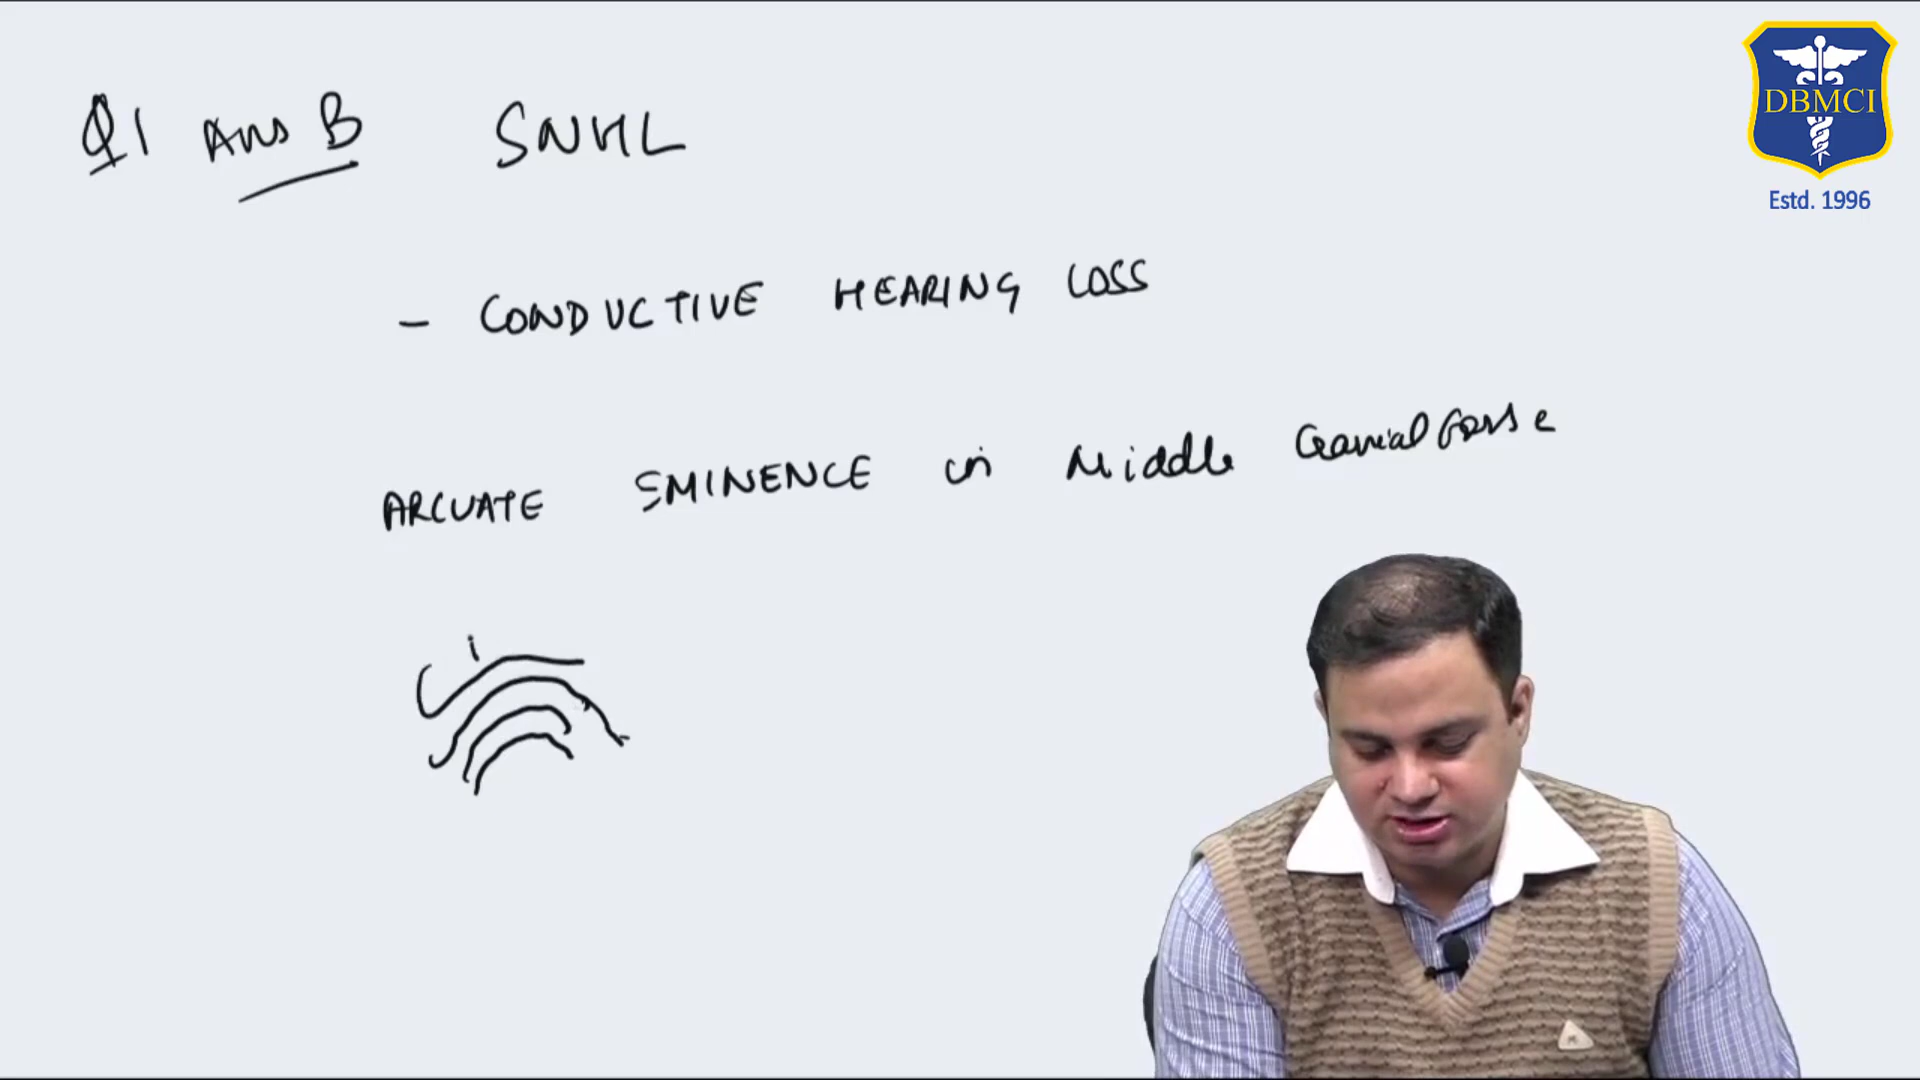 Q1 Ans B SNHL
DBMCI
Estd. 1996
- CONDUCTIVE HEARING LOSS
ARCUATE EMINENCE in Middle Cranial fossa